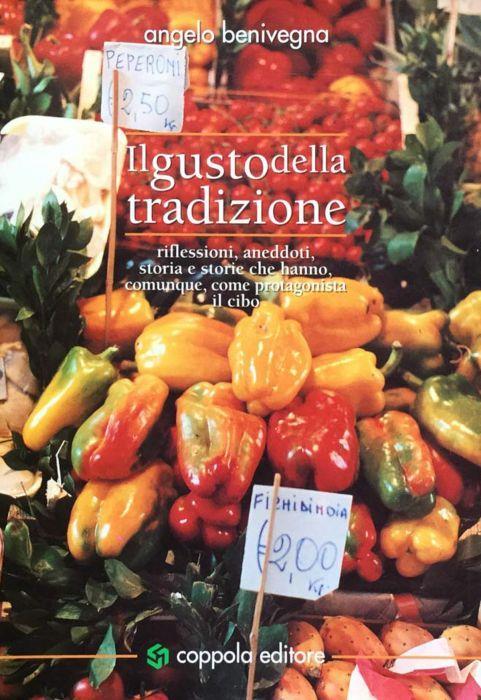 angelo benivegna
PEPERONI
€2,50
Kg
Il gusto della
tradizione
riflessioni, aneddoti,
storia e storie che hanno,
comunque, come protagonista
il cibo
FICHIDINDIA
€2,00
Kg.
coppola editore